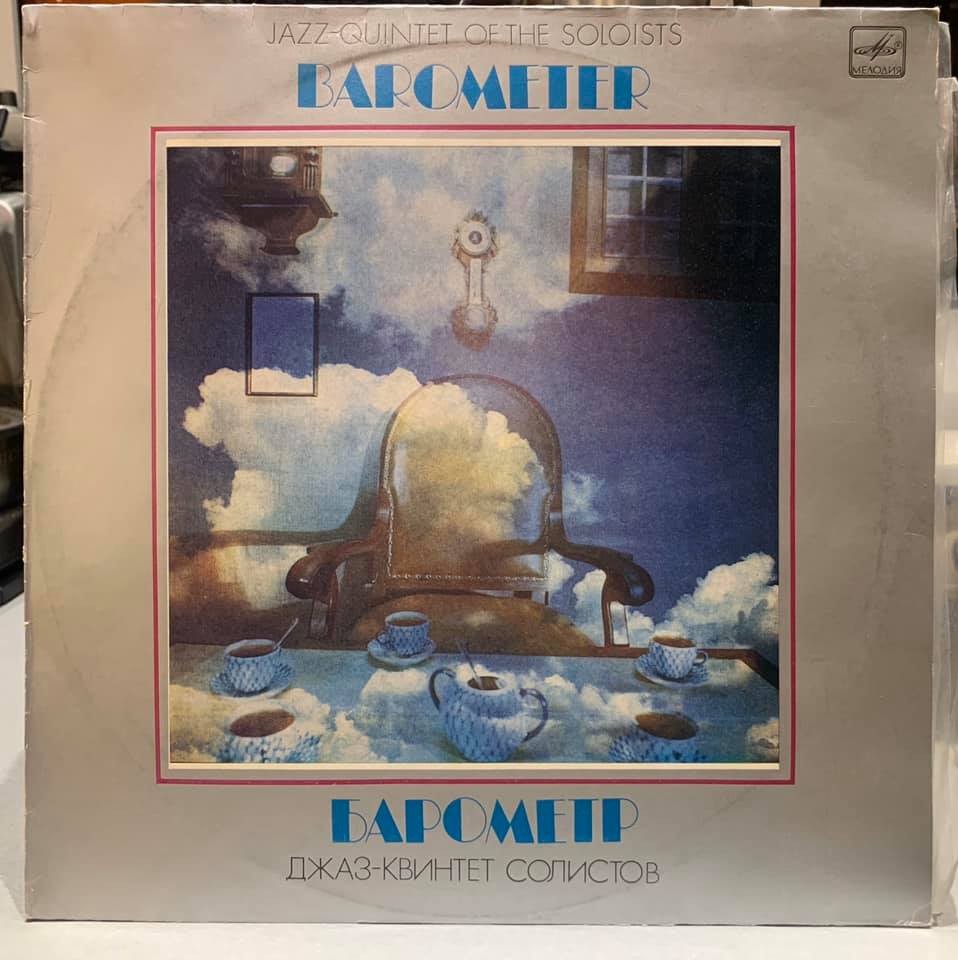 JAZZ-QUINTET OF THE SOLOISTS
BAROMETER
МЕЛОДИЯ
БАРОМЕТР
ДЖАЗ-КВИНТЕТ СОЛИСТОВ